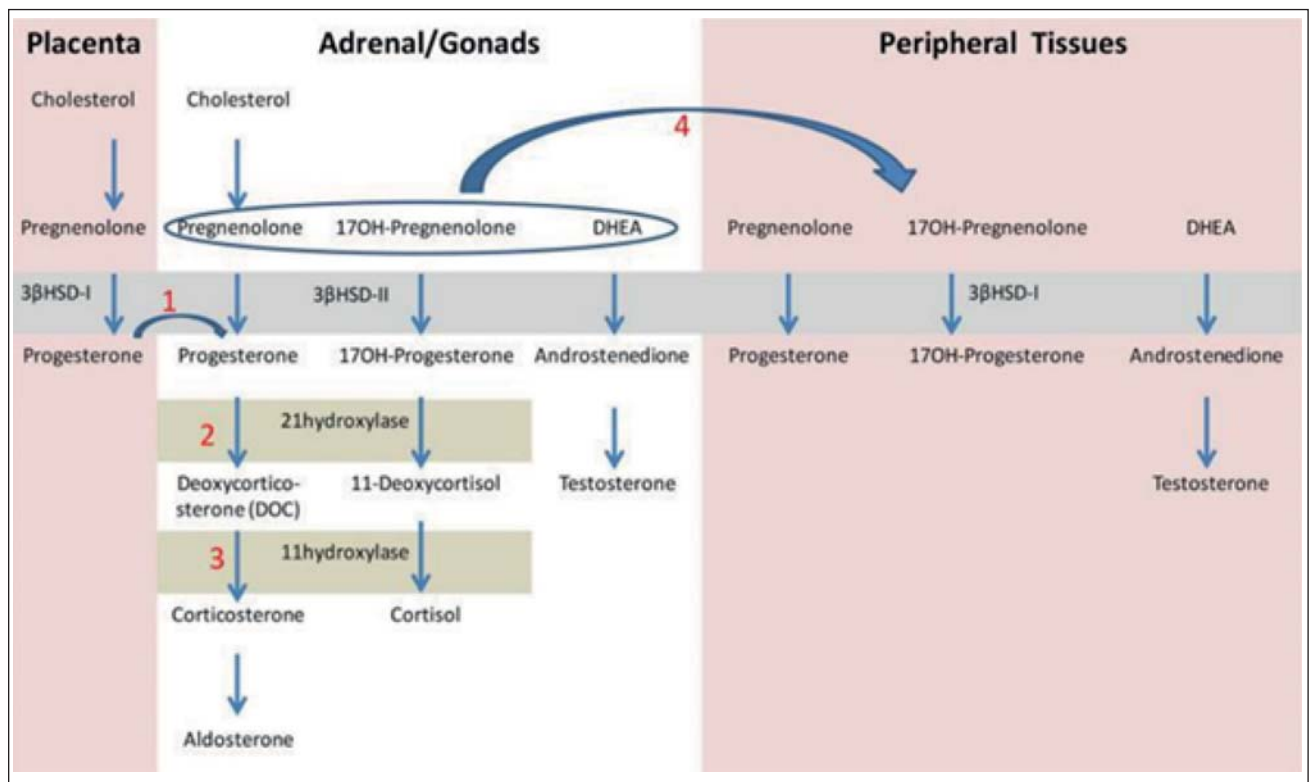 Placenta
Adrenal/Gonads
Peripheral Tissues
Cholesterol
Cholesterol
4
Pregnenolone
Pregnenolone
17OH-Pregnenolone
DHEA
Pregnenolone
17OH-Pregnenolone
DHEA
3βHSD-I
1
3βHSD-II
3βHSD-I
Progesterone
Progesterone
17OH-Progesterone
Androstenedione
Progesterone
17OH-Progesterone
Androstenedione
2
21hydroxylase
Deoxycortico-
sterone (DOC)
11-Deoxycortisol
Testosterone
Testosterone
3
11hydroxylase
Corticosterone
Cortisol
Aldosterone